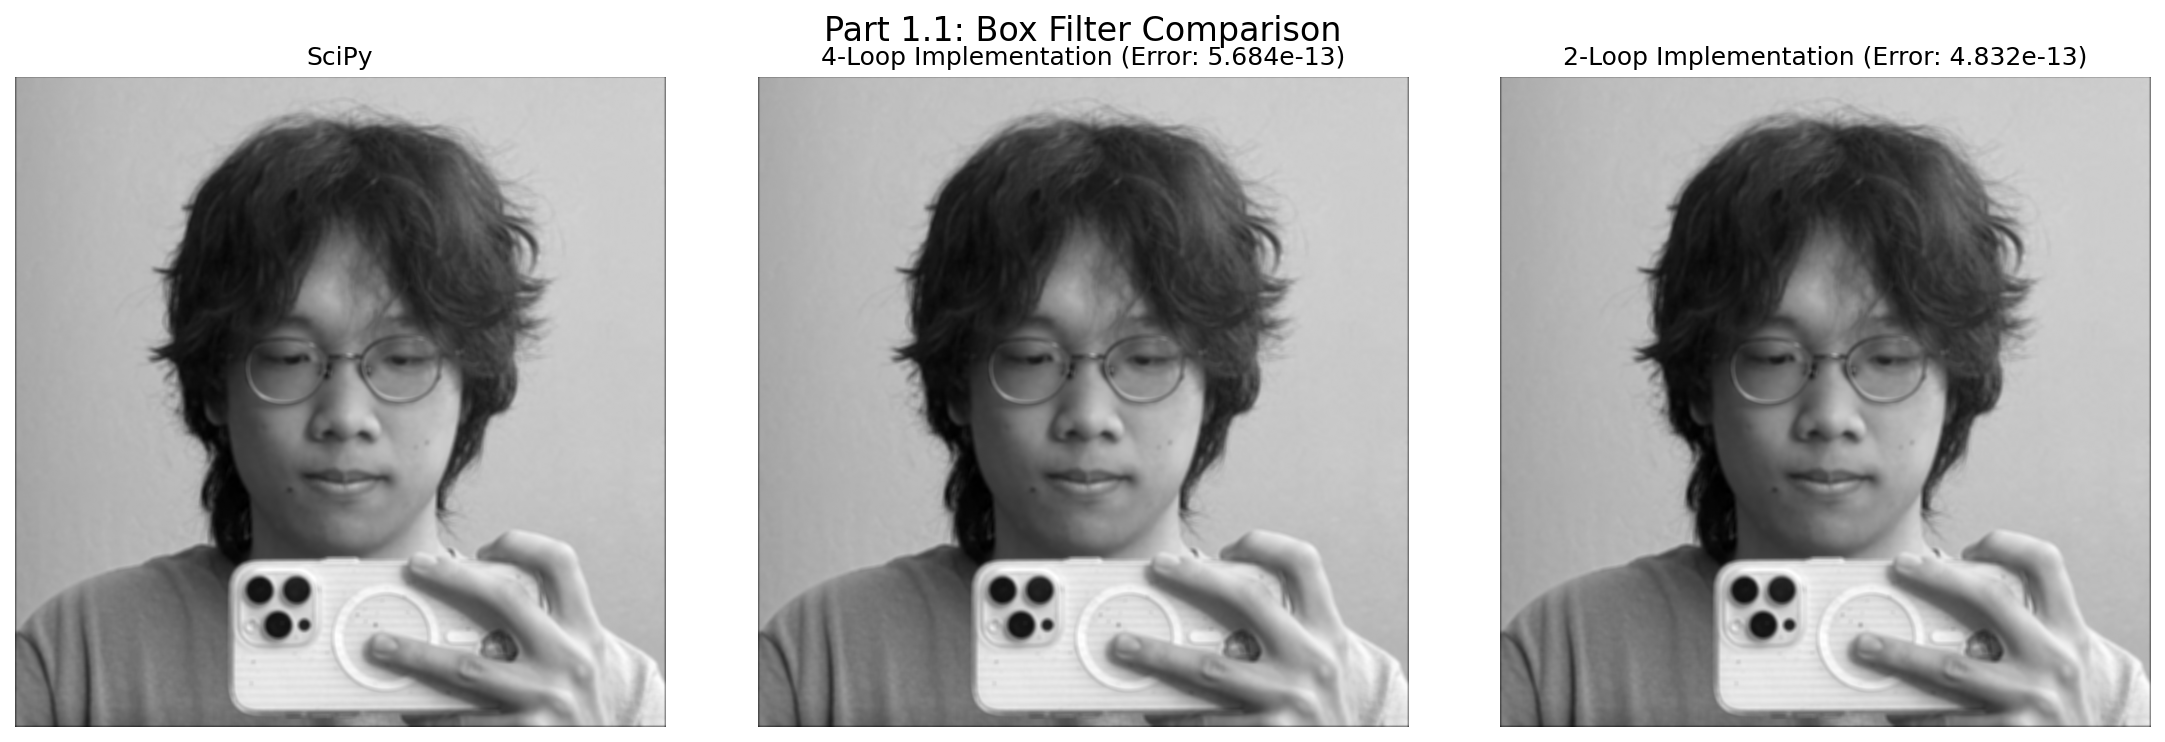 Part 1.1: Box Filter Comparison
SciPy
4-Loop Implementation (Error: 5.684e-13)
2-Loop Implementation (Error: 4.832e-13)